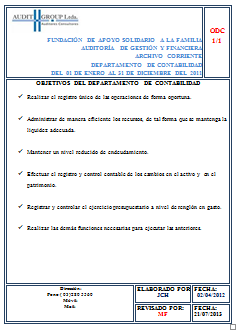 AUDIT GROUP Ltda.
Auditores Consultores
FUNDACIÓN DE APOYO SOLIDARIO A LA FAMILIA
AUDITORÍA DE GESTIÓN Y FINANCIERA
ARCHIVO CORRIENTE
DEPARTAMENTO DE CONTABILIDAD
DEL 01 DE ENERO AL 31 DE DICIEMBRE DEL 2011
ODC
1/1
OBJETIVOS DEL DEPARTAMENTO DE CONTABILIDAD
✓ Realizar el registro único de las operaciones de forma oportuna.
✓ Administrar de manera eficiente los recursos, de tal forma que se mantenga la
liquidez adecuada.
✓ Mantener un nivel reducido de endeudamiento.
✓ Efectuar el registro y control contable de los cambios en el activo y en el
patrimonio.
✓ Registrar y controlar el ejercicio presupuestario a nivel de renglón en gasto.
✓ Realizar las demás funciones necesarias para ejecutar las anteriores.
Dirección:
Móvil:
Mail:
ELABORADO POR
JCH
FECHA:
02/04/2012
REVISADO POR:
MF
FECHA:
21/07/2013